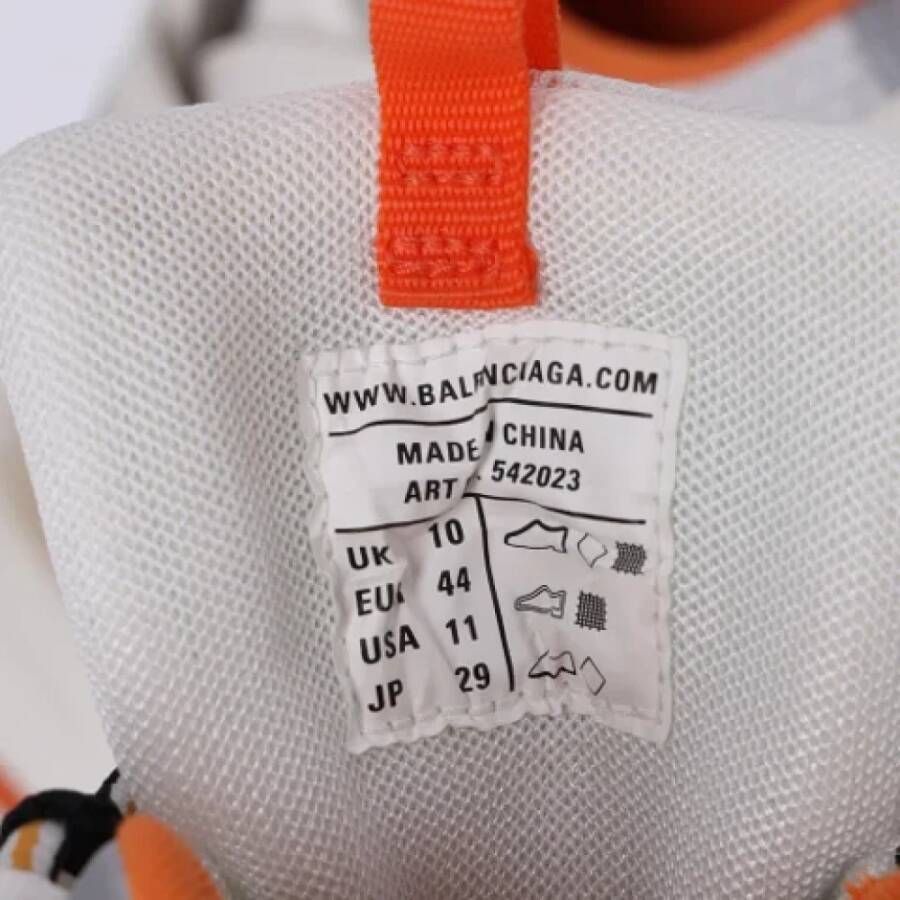 WWW.BALENCIAGA.COM
MADE CHINA
ART 542023
UK 10
EU 44
USA 11
JP 29